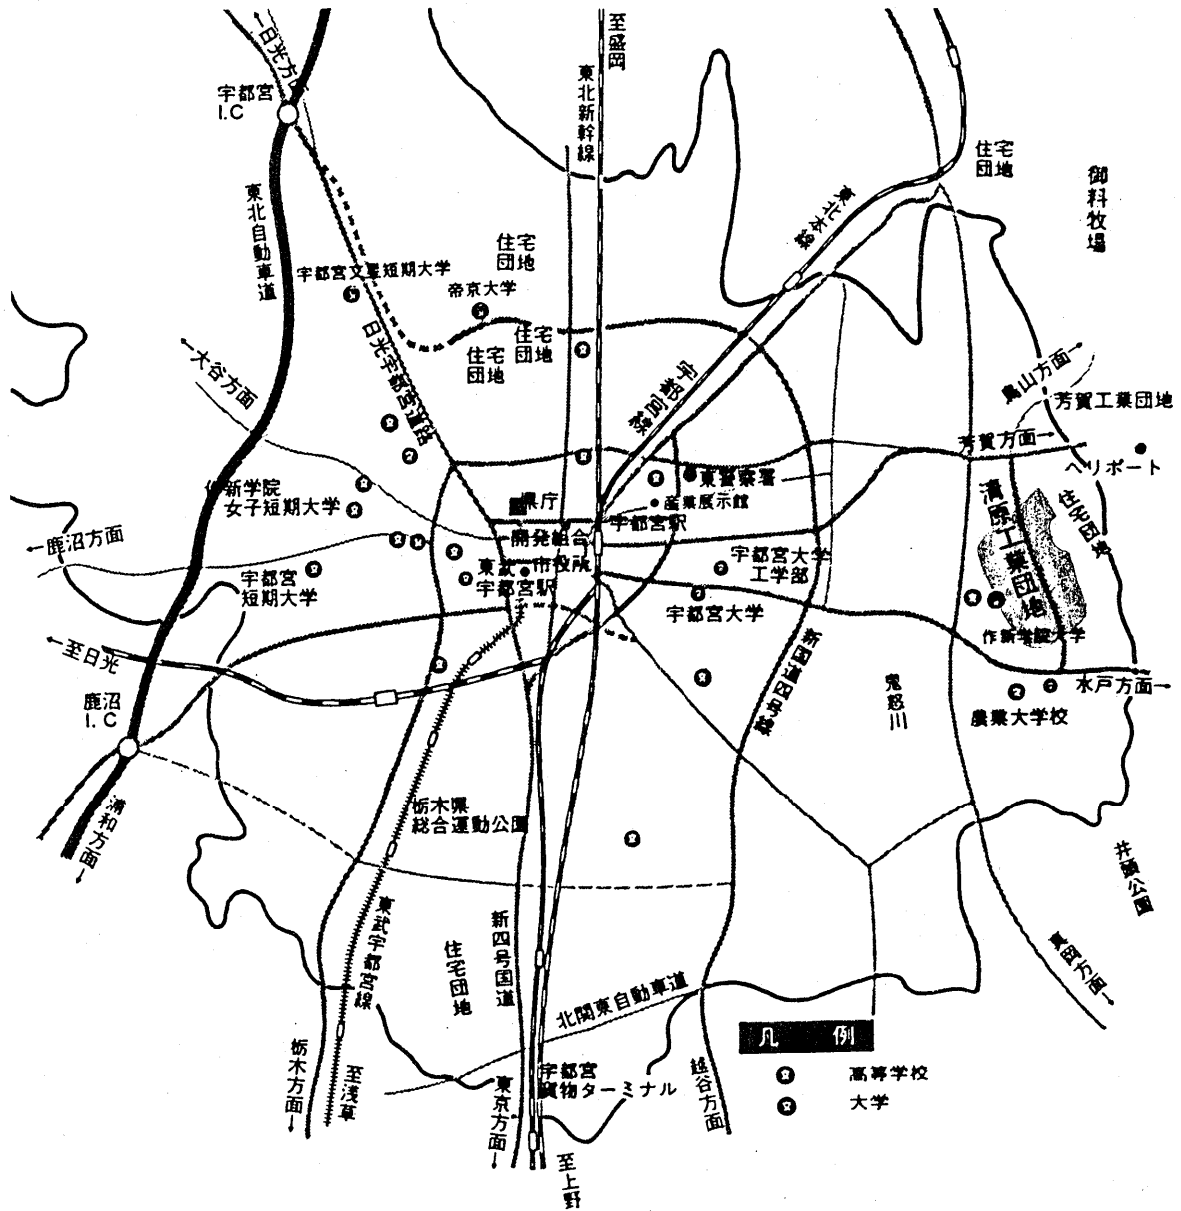 ←日光方面
宇都宮
I.C
至盛岡
東北新幹線
住宅
団地
御料牧場
東北自動車道
東北本線
住宅
団地
宇都宮文星短期大学
帝京大学
住宅
団地
住宅
団地
日光宇都宮道路
←大谷方面
宇都宮線
烏山方面→
芳賀工業団地
芳賀方面→
ヘリポート
東警察署
作新学院
女子短期大学
県庁
産業展示館
宇都宮駅
清原工業団地
住宅団地
←鹿沼方面
開発組合
市役所
東武
宇都宮駅
宇都宮大学
工学部
宇都宮
短期大学
宇都宮大学
作新学院大学
←至日光
新国道四号線
鬼怒川
水戸方面→
農業大学校
鹿沼
I.C
浦和方面→
栃木県
総合運動公園
井頭公園
東武宇都宮線
住宅団地
新四号国道
真岡方面→
北関東自動車道
凡 例
高等学校
大学
栃木方面→
至浅草
東京方面→
宇都宮
貨物ターミナル
越谷方面
至上野